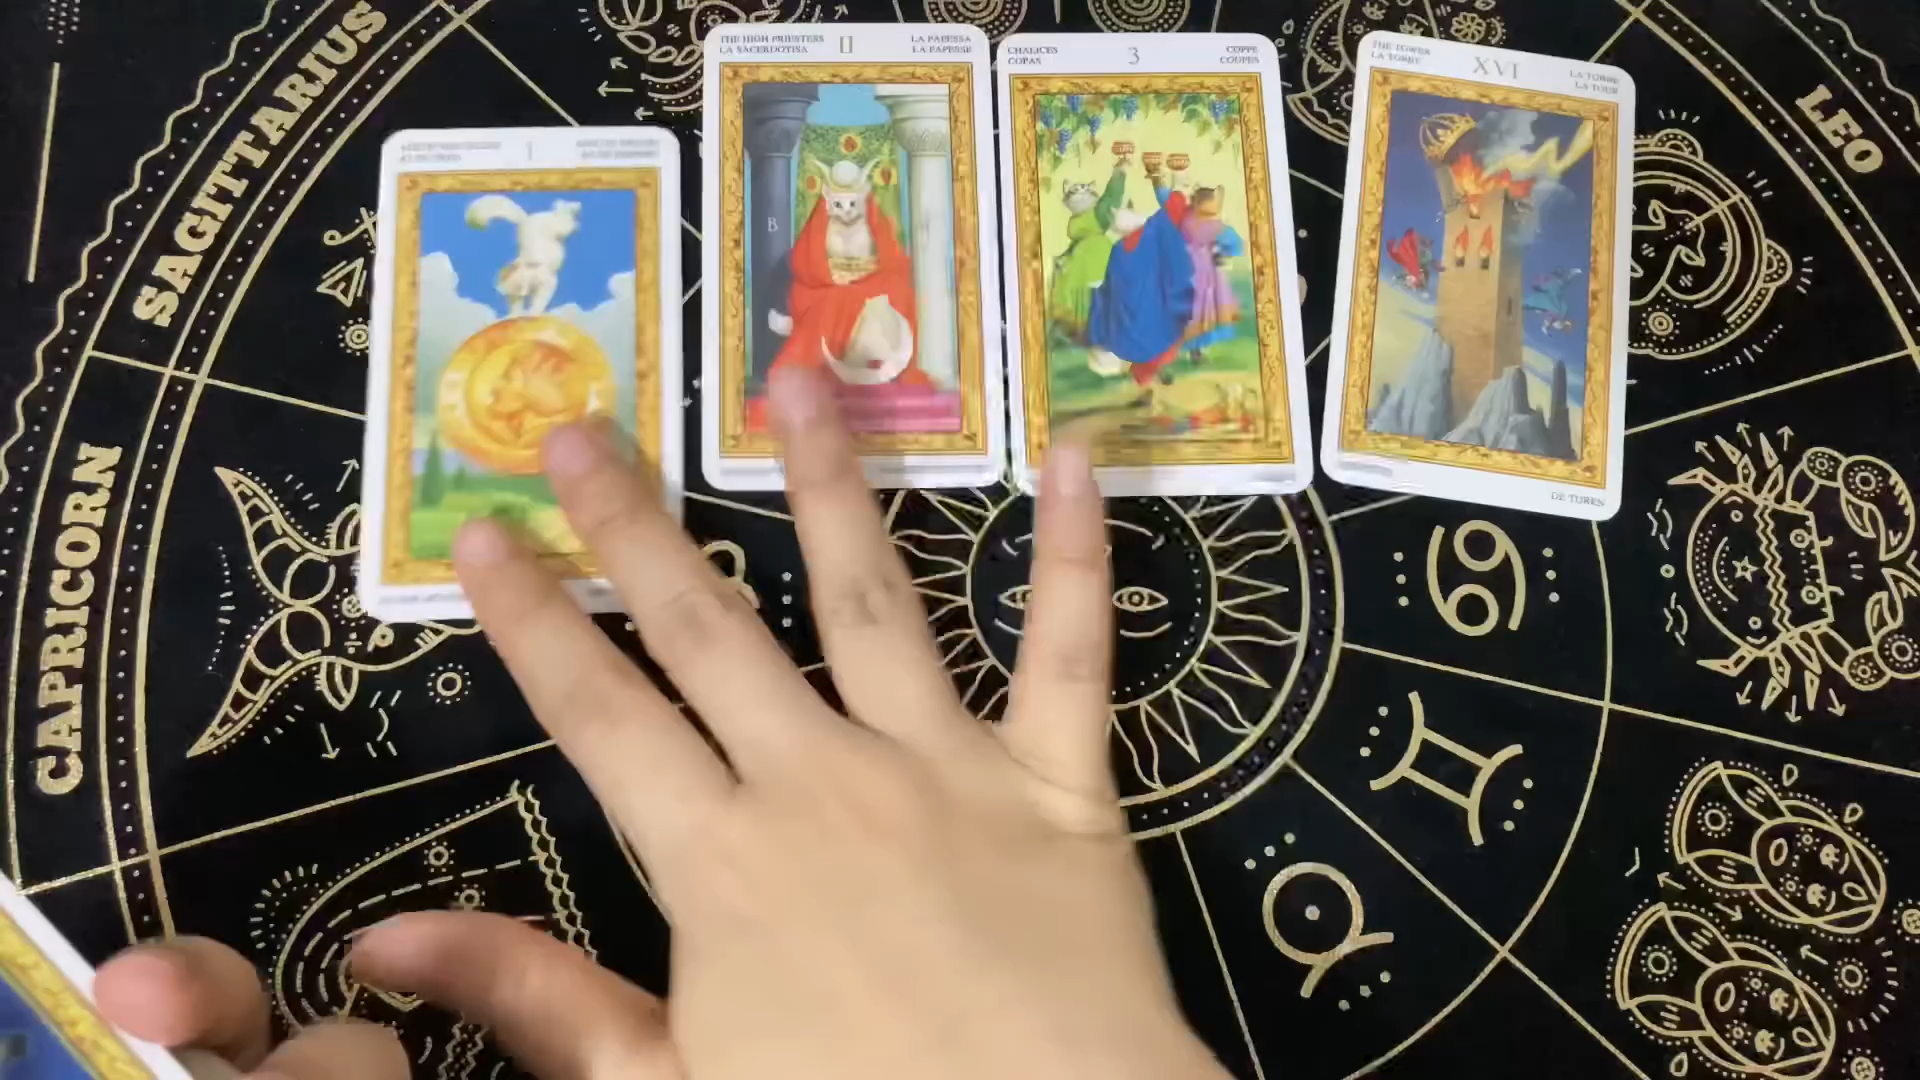 SAGITTARIUS
CAPRICORN
LEO
I
THE HIGH PRIESTERS
LA SACERDOTISA
II
LA PAPESSA
LA PAPESSE
B
CHALICES
COPAS
3
COPPE
COUPES
THE TOWER
LA TORRE
XVI
LA TORRE
LA TOUR
DE TOREN